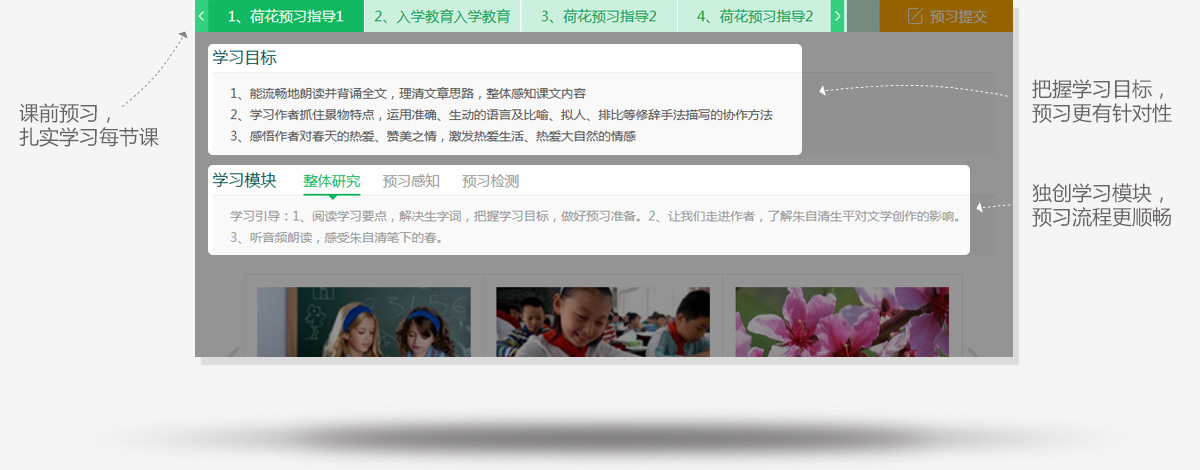 1、荷花预习指导1
2、入学教育入学教育
3、荷花预习指导2
4、荷花预习指导2
预习提交
学习目标
1、能流畅地朗读并背诵全文，理清文章思路，整体感知课文内容
2、学习作者抓住景物特点，运用准确、生动的语言及比喻、拟人、排比等修辞手法描写的协作方法
3、感悟作者对春天的热爱、赞美之情，激发热爱生活、热爱大自然的情感
课前预习，
扎实学习每节课
把握学习目标，
预习更有针对性
学习模块
整体研究
预习感知
预习检测
学习引导：1、阅读学习要点，解决生字词，把握学习目标，做好预习准备。2、让我们走进作者，了解朱自清生平对文学创作的影响。
3、听音频朗读，感受朱自清笔下的春。
独创学习模块，
预习流程更顺畅